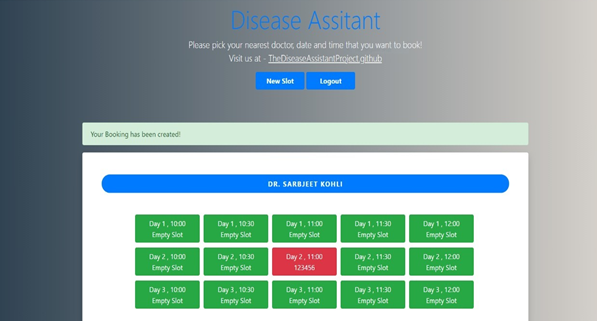 Disease Assitant
Please pick your nearest doctor, date and time that you want to book!
Visit us at - TheDiseaseAssistantProject.github
New Slot Logout
Your Booking has been created!
DR. SARBJEET KOHLI
Day 1 , 10:00 Day 1 , 10:30 Day 1 , 11:00 Day 1 , 11:30 Day 1 , 12:00
Empty Slot Empty Slot Empty Slot Empty Slot Empty Slot
Day 2 , 10:00 Day 2 , 10:30 Day 2 , 11:00 Day 2 , 11:30 Day 2 , 12:00
Empty Slot Empty Slot 123456 Empty Slot Empty Slot
Day 3 , 10:00 Day 3 , 10:30 Day 3 , 11:00 Day 3 , 11:30 Day 3 , 12:00
Empty Slot Empty Slot Empty Slot Empty Slot Empty Slot